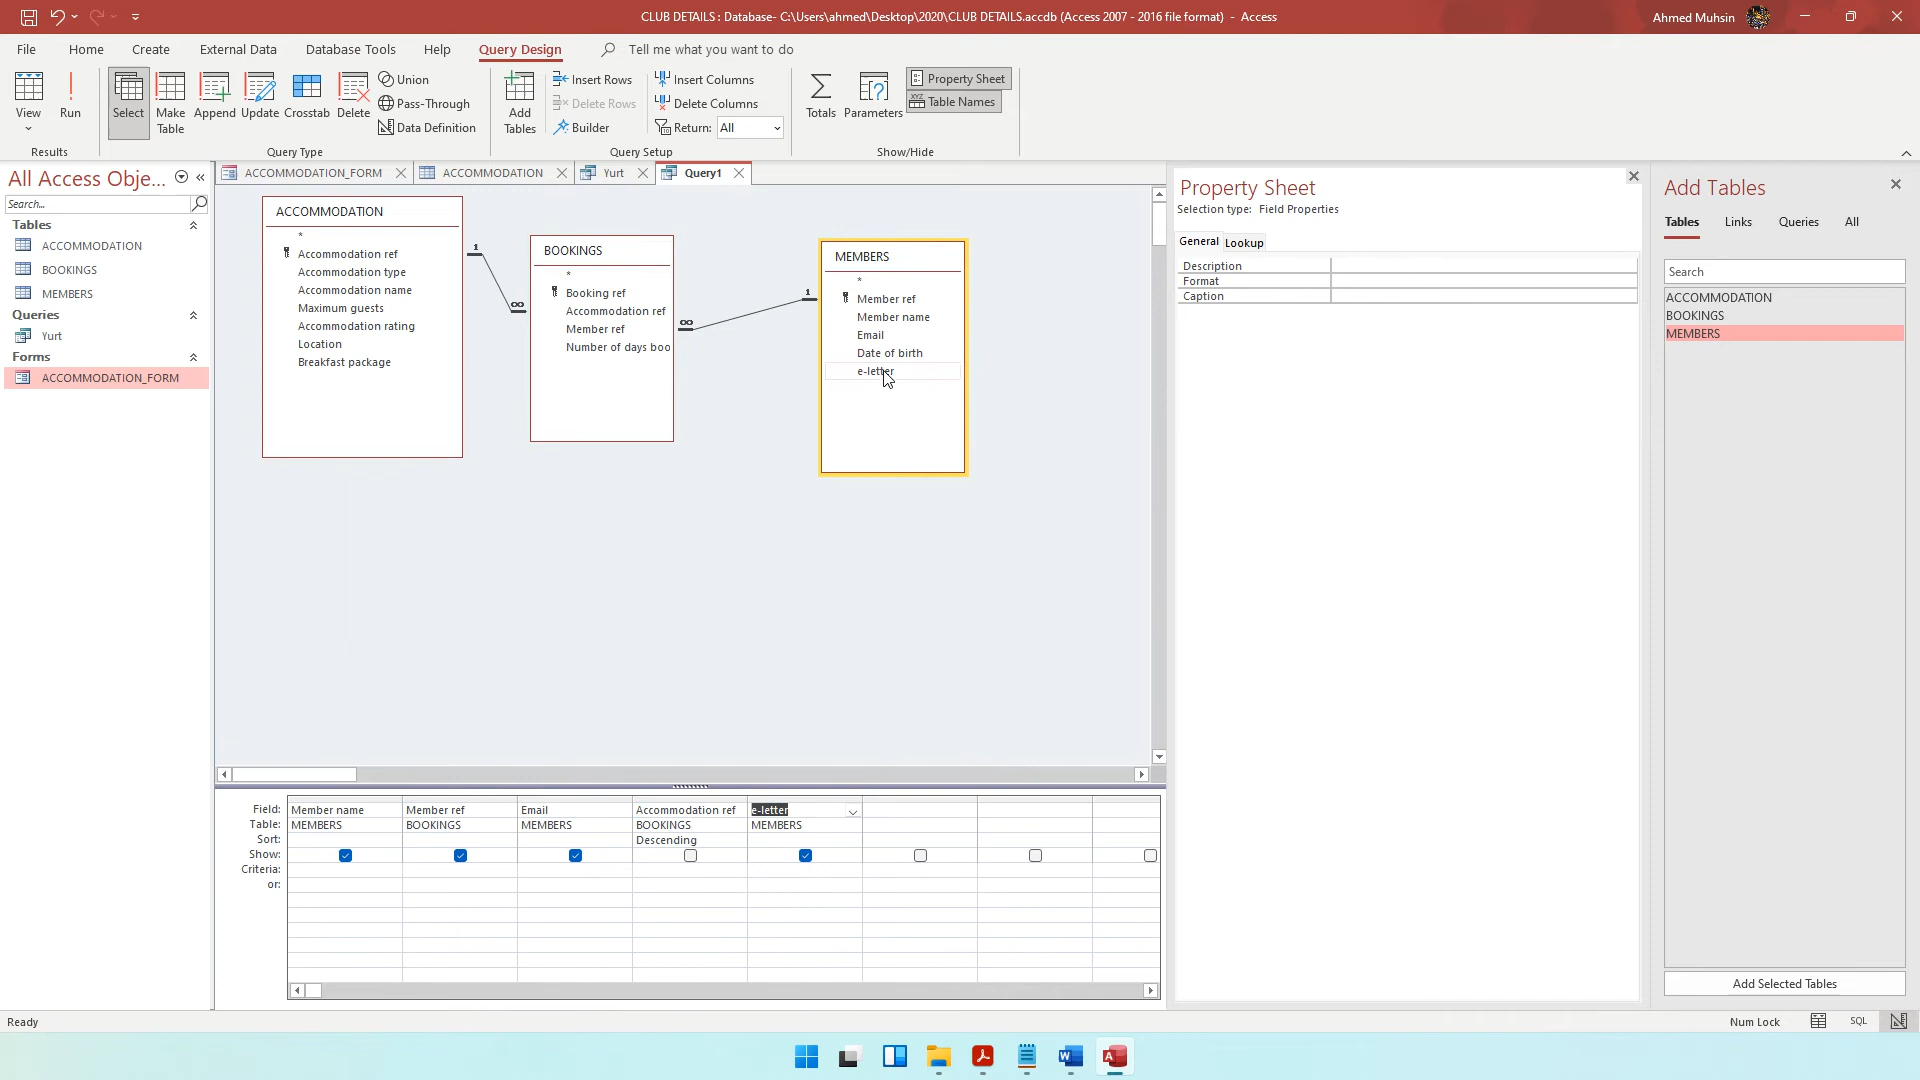 CLUB DETAILS : Database- C:\Users\ahmed\Desktop\2020\CLUB DETAILS.accdb (Access 2007 - 2016 file format) - Access
Ahmed Muhsin
File Home Create External Data Database Tools Help Query Design Tell me what you want to do
View
Run
Results
Select
Make Table
Append
Update
Crosstab
Delete
Union
Pass-Through
Data Definition
Query Type
Add Tables
Insert Rows
Delete Rows
Builder
Insert Columns
Delete Columns
Return: All
Query Setup
Totals
Parameters
Property Sheet
XYZ Table Names
Show/Hide
All Access Obje...
Search...
Tables
ACCOMMODATION
BOOKINGS
MEMBERS
Queries
Yurt
Forms
ACCOMMODATION_FORM
ACCOMMODATION_FORM ACCOMMODATION Yurt Query1
ACCOMMODATION
*
Accommodation ref
Accommodation type
Accommodation name
Maximum guests
Accommodation rating
Location
Breakfast package
1
∞
BOOKINGS
*
Booking ref
Accommodation ref
Member ref
Number of days boo
∞
1
MEMBERS
*
Member ref
Member name
Email
Date of birth
e-letter
Field: Member name Member ref Email Accommodation ref e-letter
Table: MEMBERS BOOKINGS MEMBERS BOOKINGS MEMBERS
Sort: Descending
Show:
Criteria:
or:
Property Sheet
Selection type: Field Properties
General Lookup
Description
Format
Caption
Add Tables
Tables Links Queries All
Search
ACCOMMODATION
BOOKINGS
MEMBERS
Add Selected Tables
Ready
Num Lock
SQL